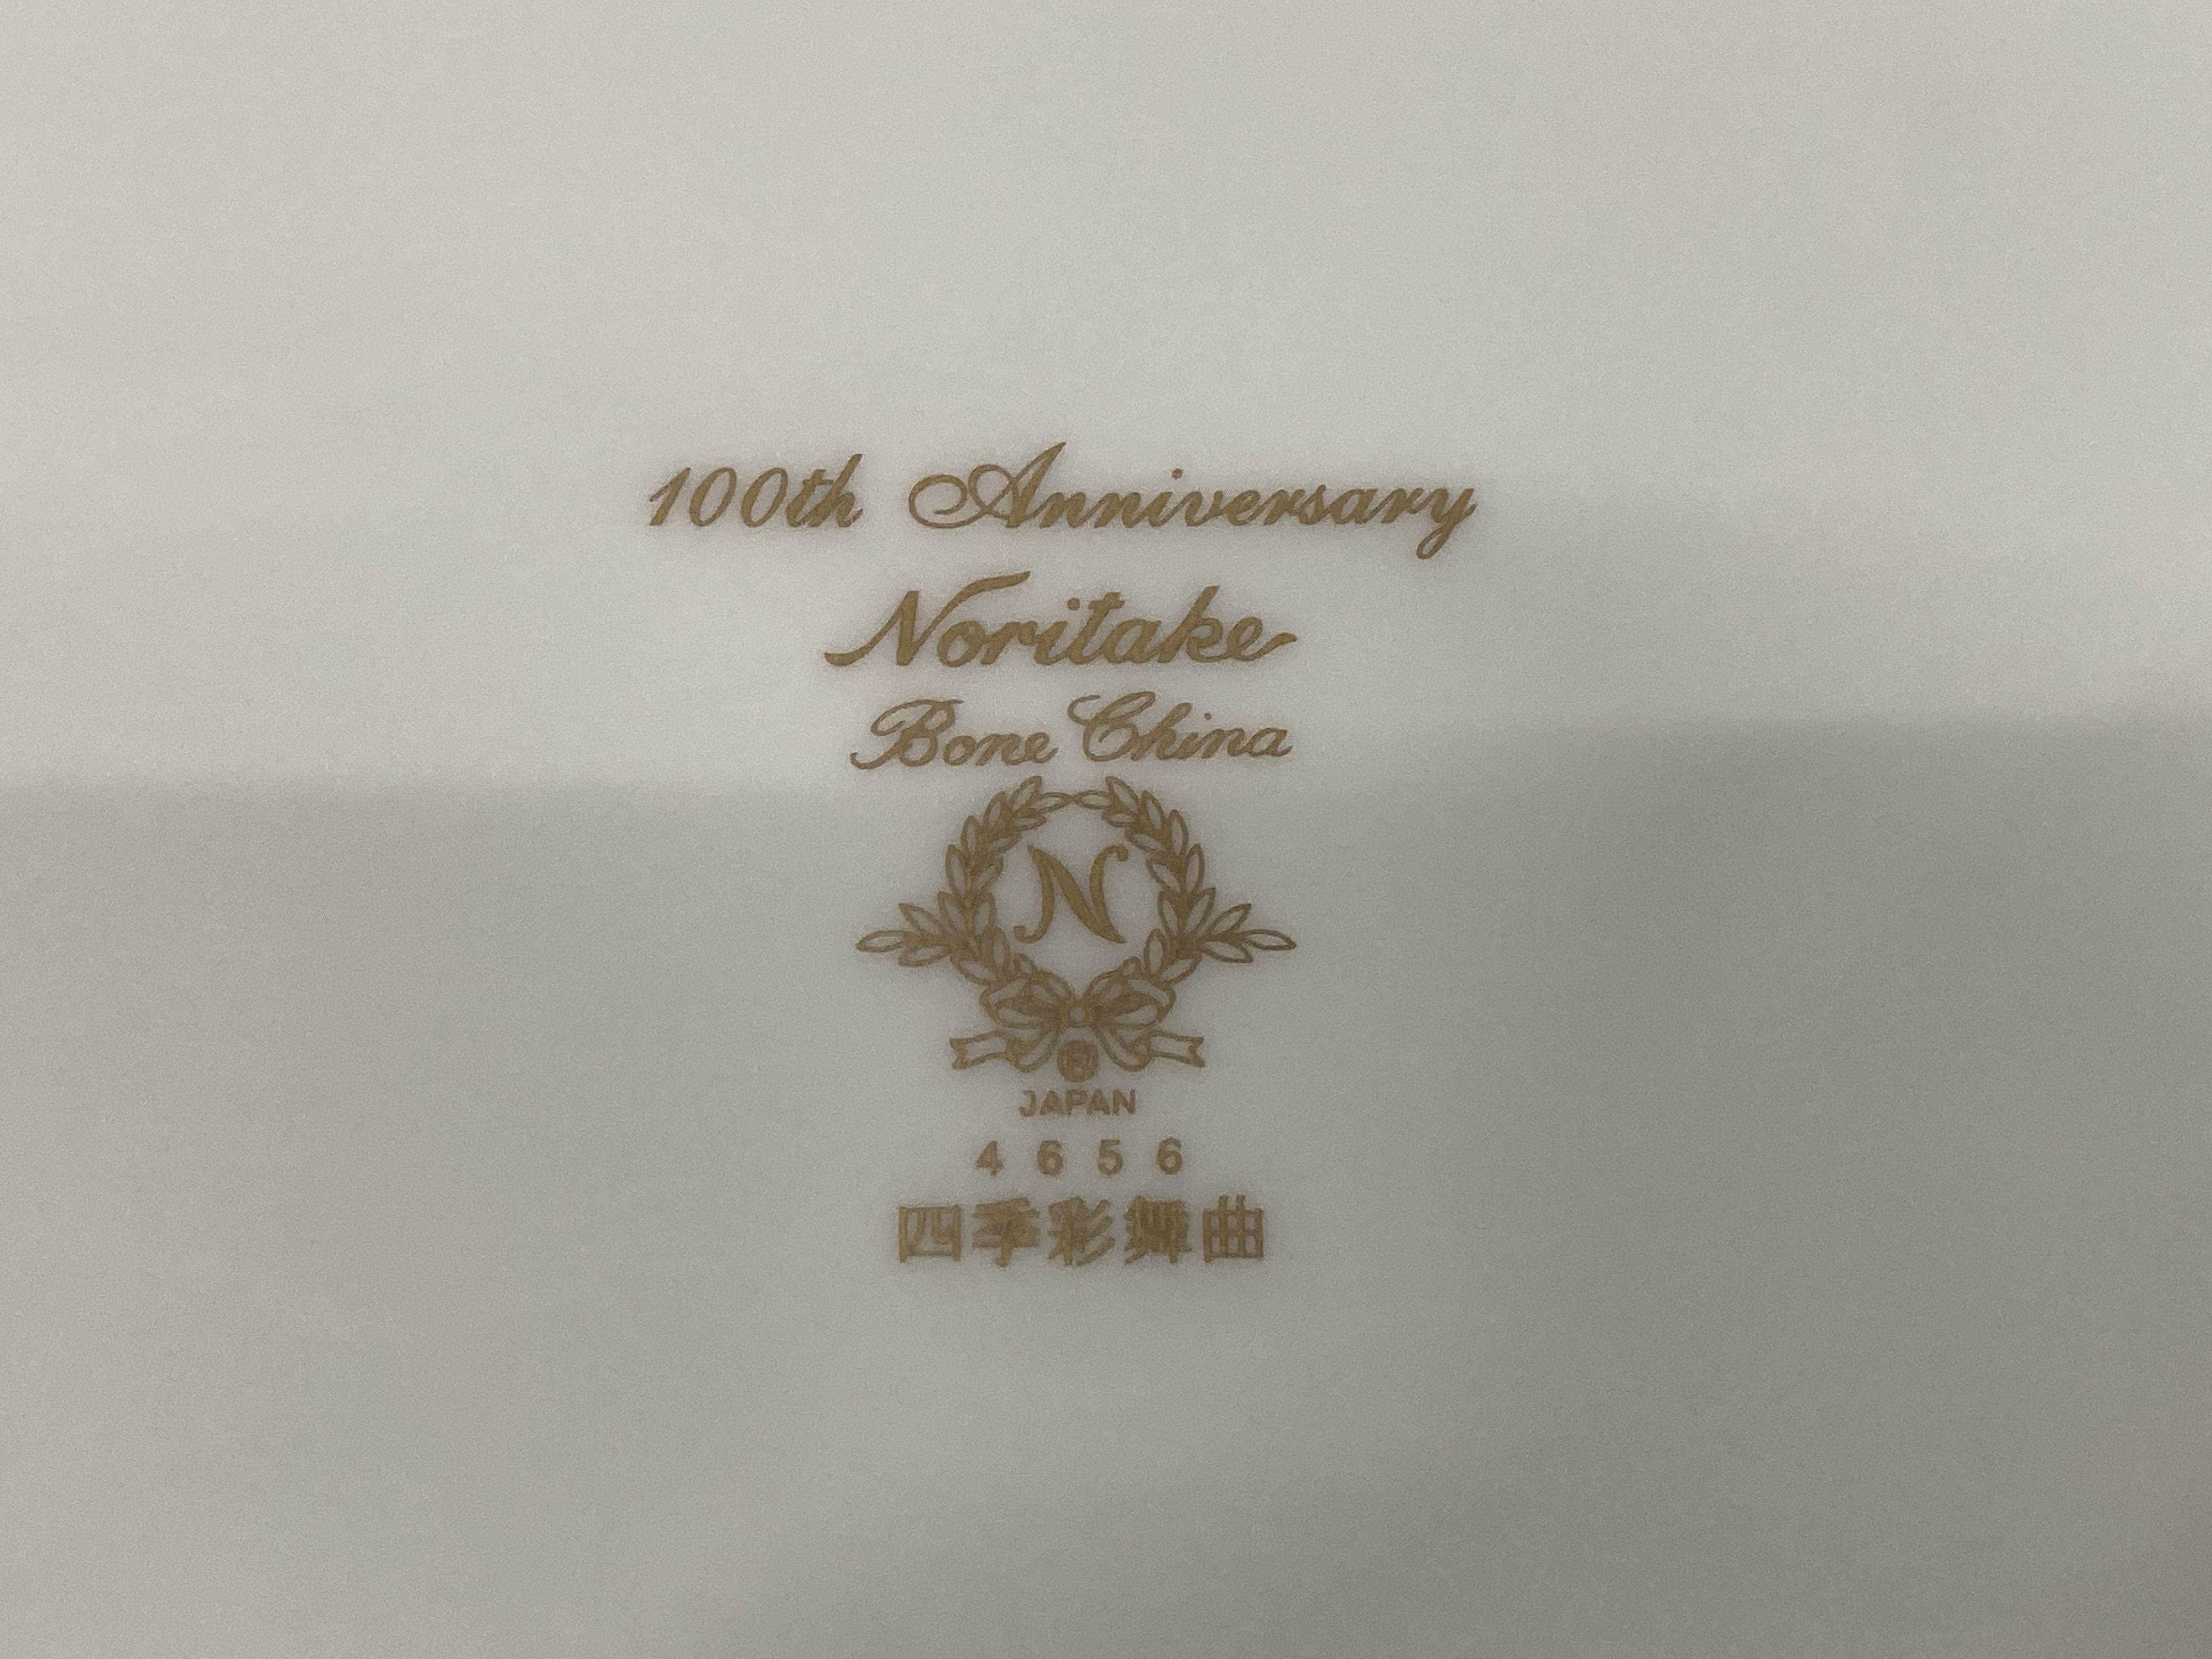 100th Anniversary
Noritake
Bone China
N
®
JAPAN
4656
四季彩舞曲